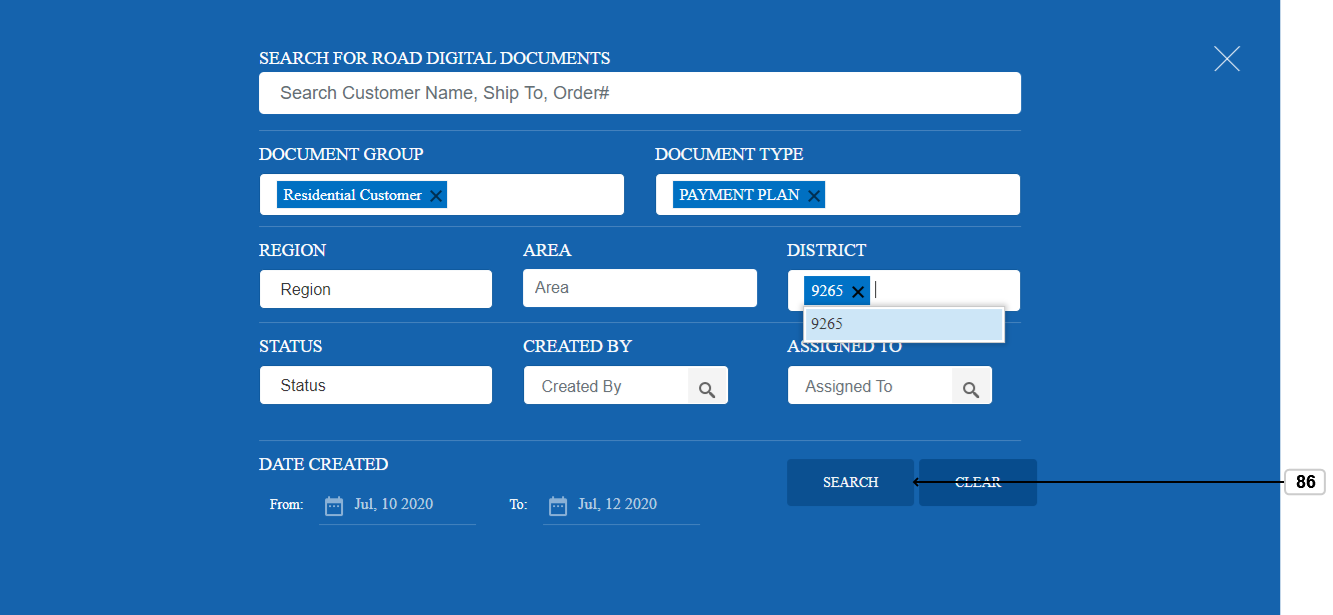 SEARCH FOR ROAD DIGITAL DOCUMENTS
Search Customer Name, Ship To, Order#
DOCUMENT GROUP DOCUMENT TYPE
Residential Customer PAYMENT PLAN
REGION AREA DISTRICT
Region Area 9265
9265
STATUS CREATED BY ASSIGNED TO
Status Created By Assigned To
DATE CREATED
SEARCH CLEAR 86
From: Jul, 10 2020 To: Jul, 12 2020